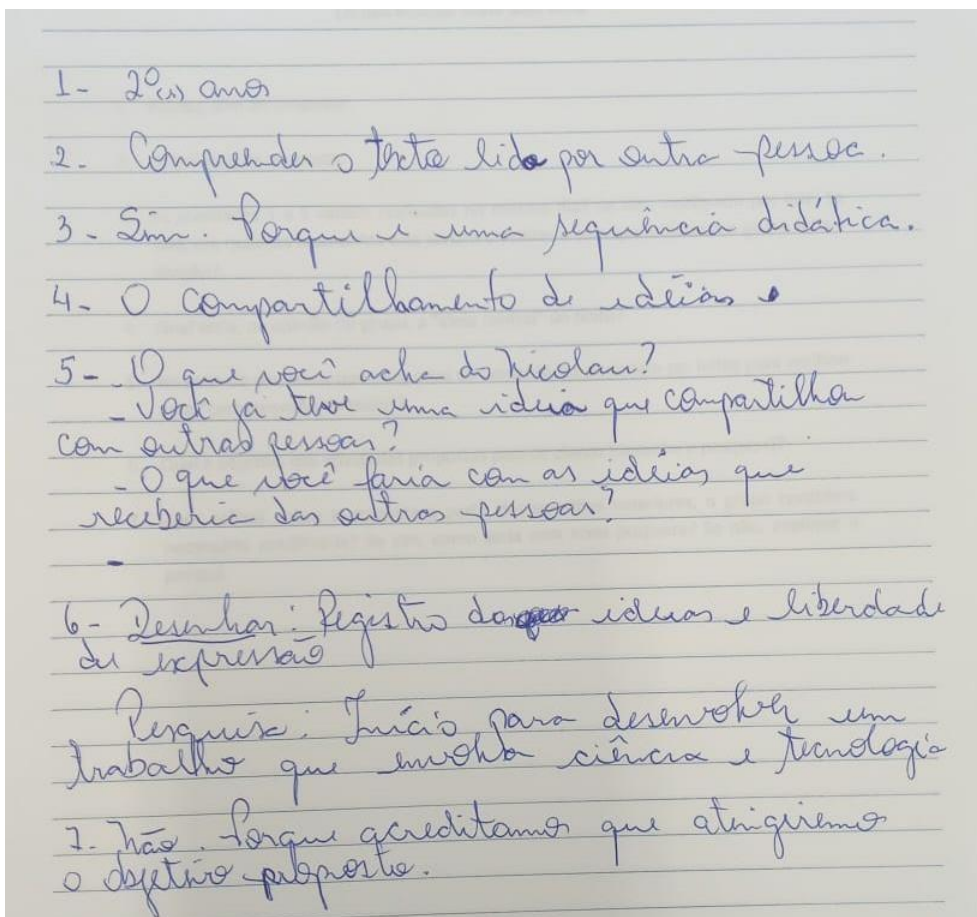 1- 2º(s) anos
2- Compreender o texto lido por outra pessoa.
3- Sim. Porque é uma sequência didática.
4- O compartilhamento de idéias e
5- - O que você acha do Nicolau?
- Você já teve uma ideia que compartilhou
com outras pessoas?
- O que você faria com as idéias que
receberia das outras pessoas?
-
6- Desenhar: Registro das ideias e liberdade
de expressão
Pesquisa: Início para desenvolver um
trabalho que envolva ciência e tecnologia
7- Não. Porque acreditamos que atingiremos
o objetivo proposto.